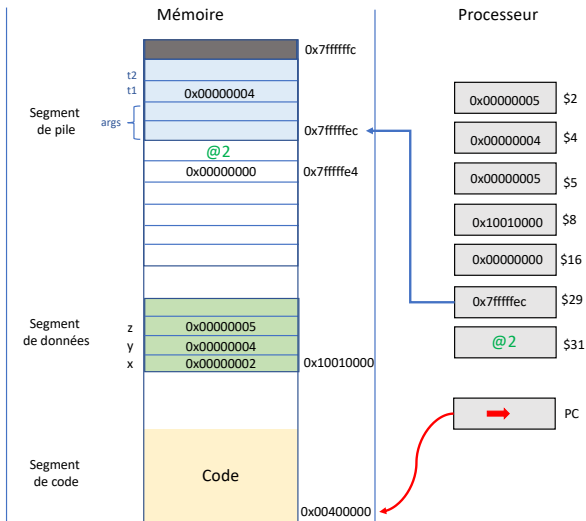 Mémoire
Processeur
0x7ffffffc
t2
t1
0x00000004
Segment
de pile
args
0x7fffffec
@2
0x00000000
0x7fffffe4
0x00000005
$2
0x00000004
$4
0x00000005
$5
0x10010000
$8
0x00000000
$16
0x7fffffec
$29
@2
$31
PC
Segment
de données
z
0x00000005
y
0x00000004
x
0x00000002
0x10010000
Segment
de code
Code
0x00400000